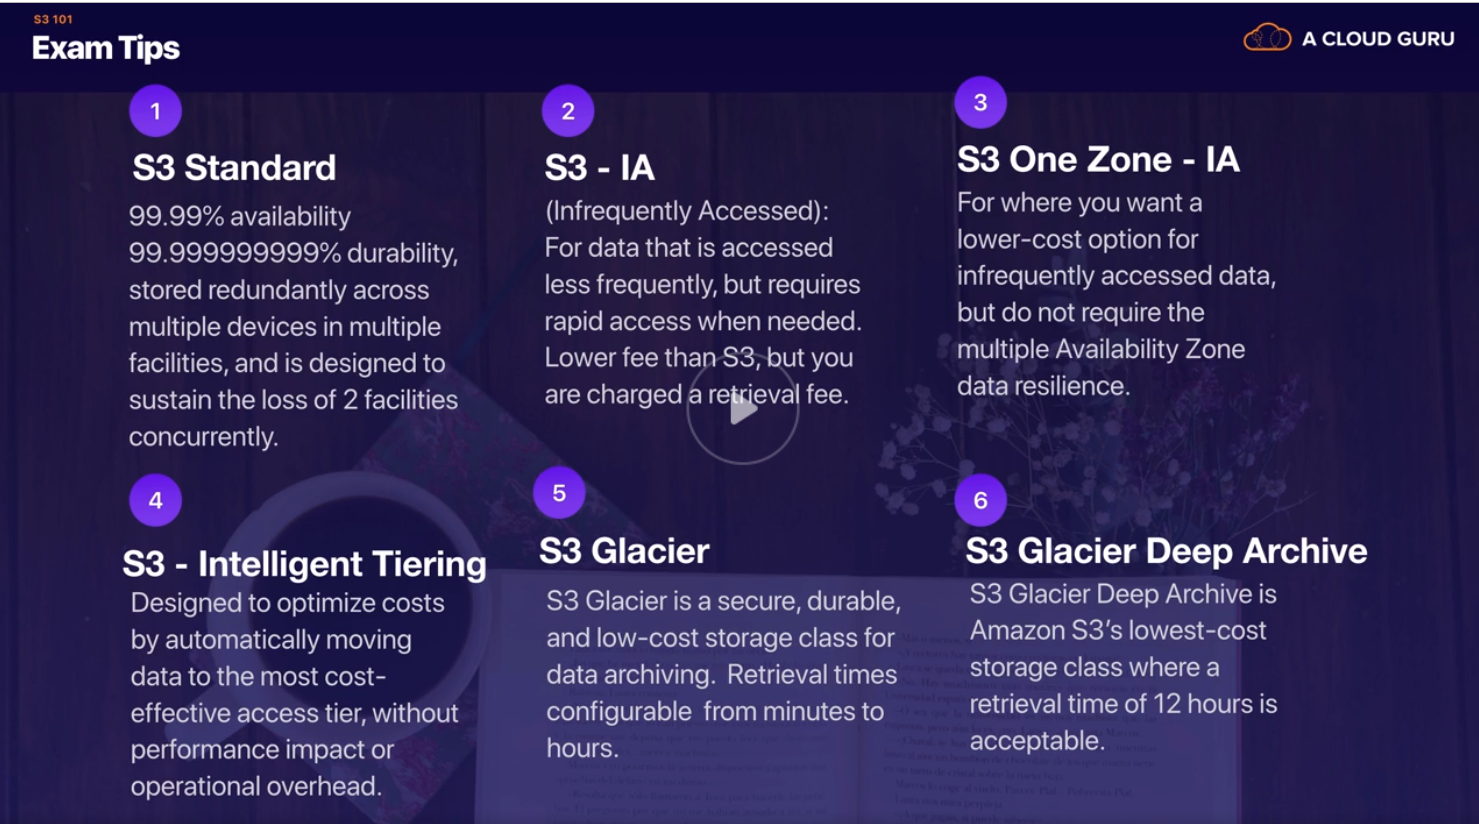 S3 101
Exam Tips
A CLOUD GURU
1
S3 Standard
99.99% availability
99.999999999% durability,
stored redundantly across
multiple devices in multiple
facilities, and is designed to
sustain the loss of 2 facilities
concurrently.
2
S3 - IA
(Infrequently Accessed):
For data that is accessed
less frequently, but requires
rapid access when needed.
Lower fee than S3, but you
are charged a retrieval fee.
3
S3 One Zone - IA
For where you want a
lower-cost option for
infrequently accessed data,
but do not require the
multiple Availability Zone
data resilience.
4
S3 - Intelligent Tiering
Designed to optimize costs
by automatically moving
data to the most cost-
effective access tier, without
performance impact or
operational overhead.
5
S3 Glacier
S3 Glacier is a secure, durable,
and low-cost storage class for
data archiving. Retrieval times
configurable from minutes to
hours.
6
S3 Glacier Deep Archive
S3 Glacier Deep Archive is
Amazon S3's lowest-cost
storage class where a
retrieval time of 12 hours is
acceptable.